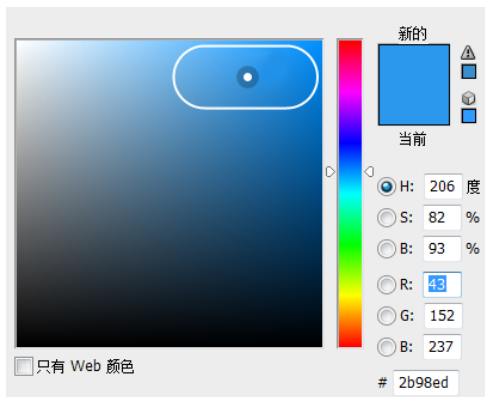 新的
当前
H: 206 度
S: 82 %
B: 93 %
R: 43
G: 152
B: 237
只有 Web 颜色
# 2b98ed